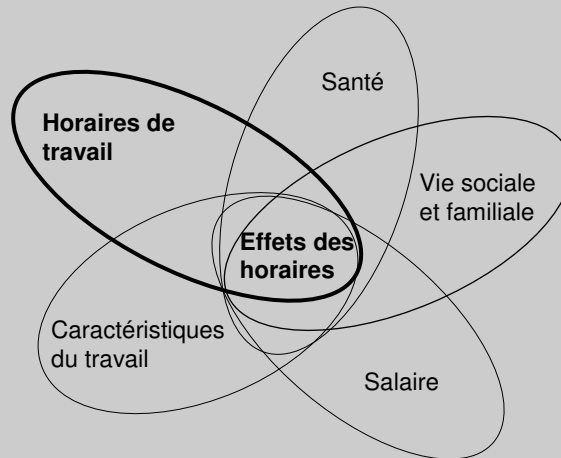 Santé
Horaires de
travail
Vie sociale
et familiale
Effets des
horaires
Caractéristiques
du travail
Salaire